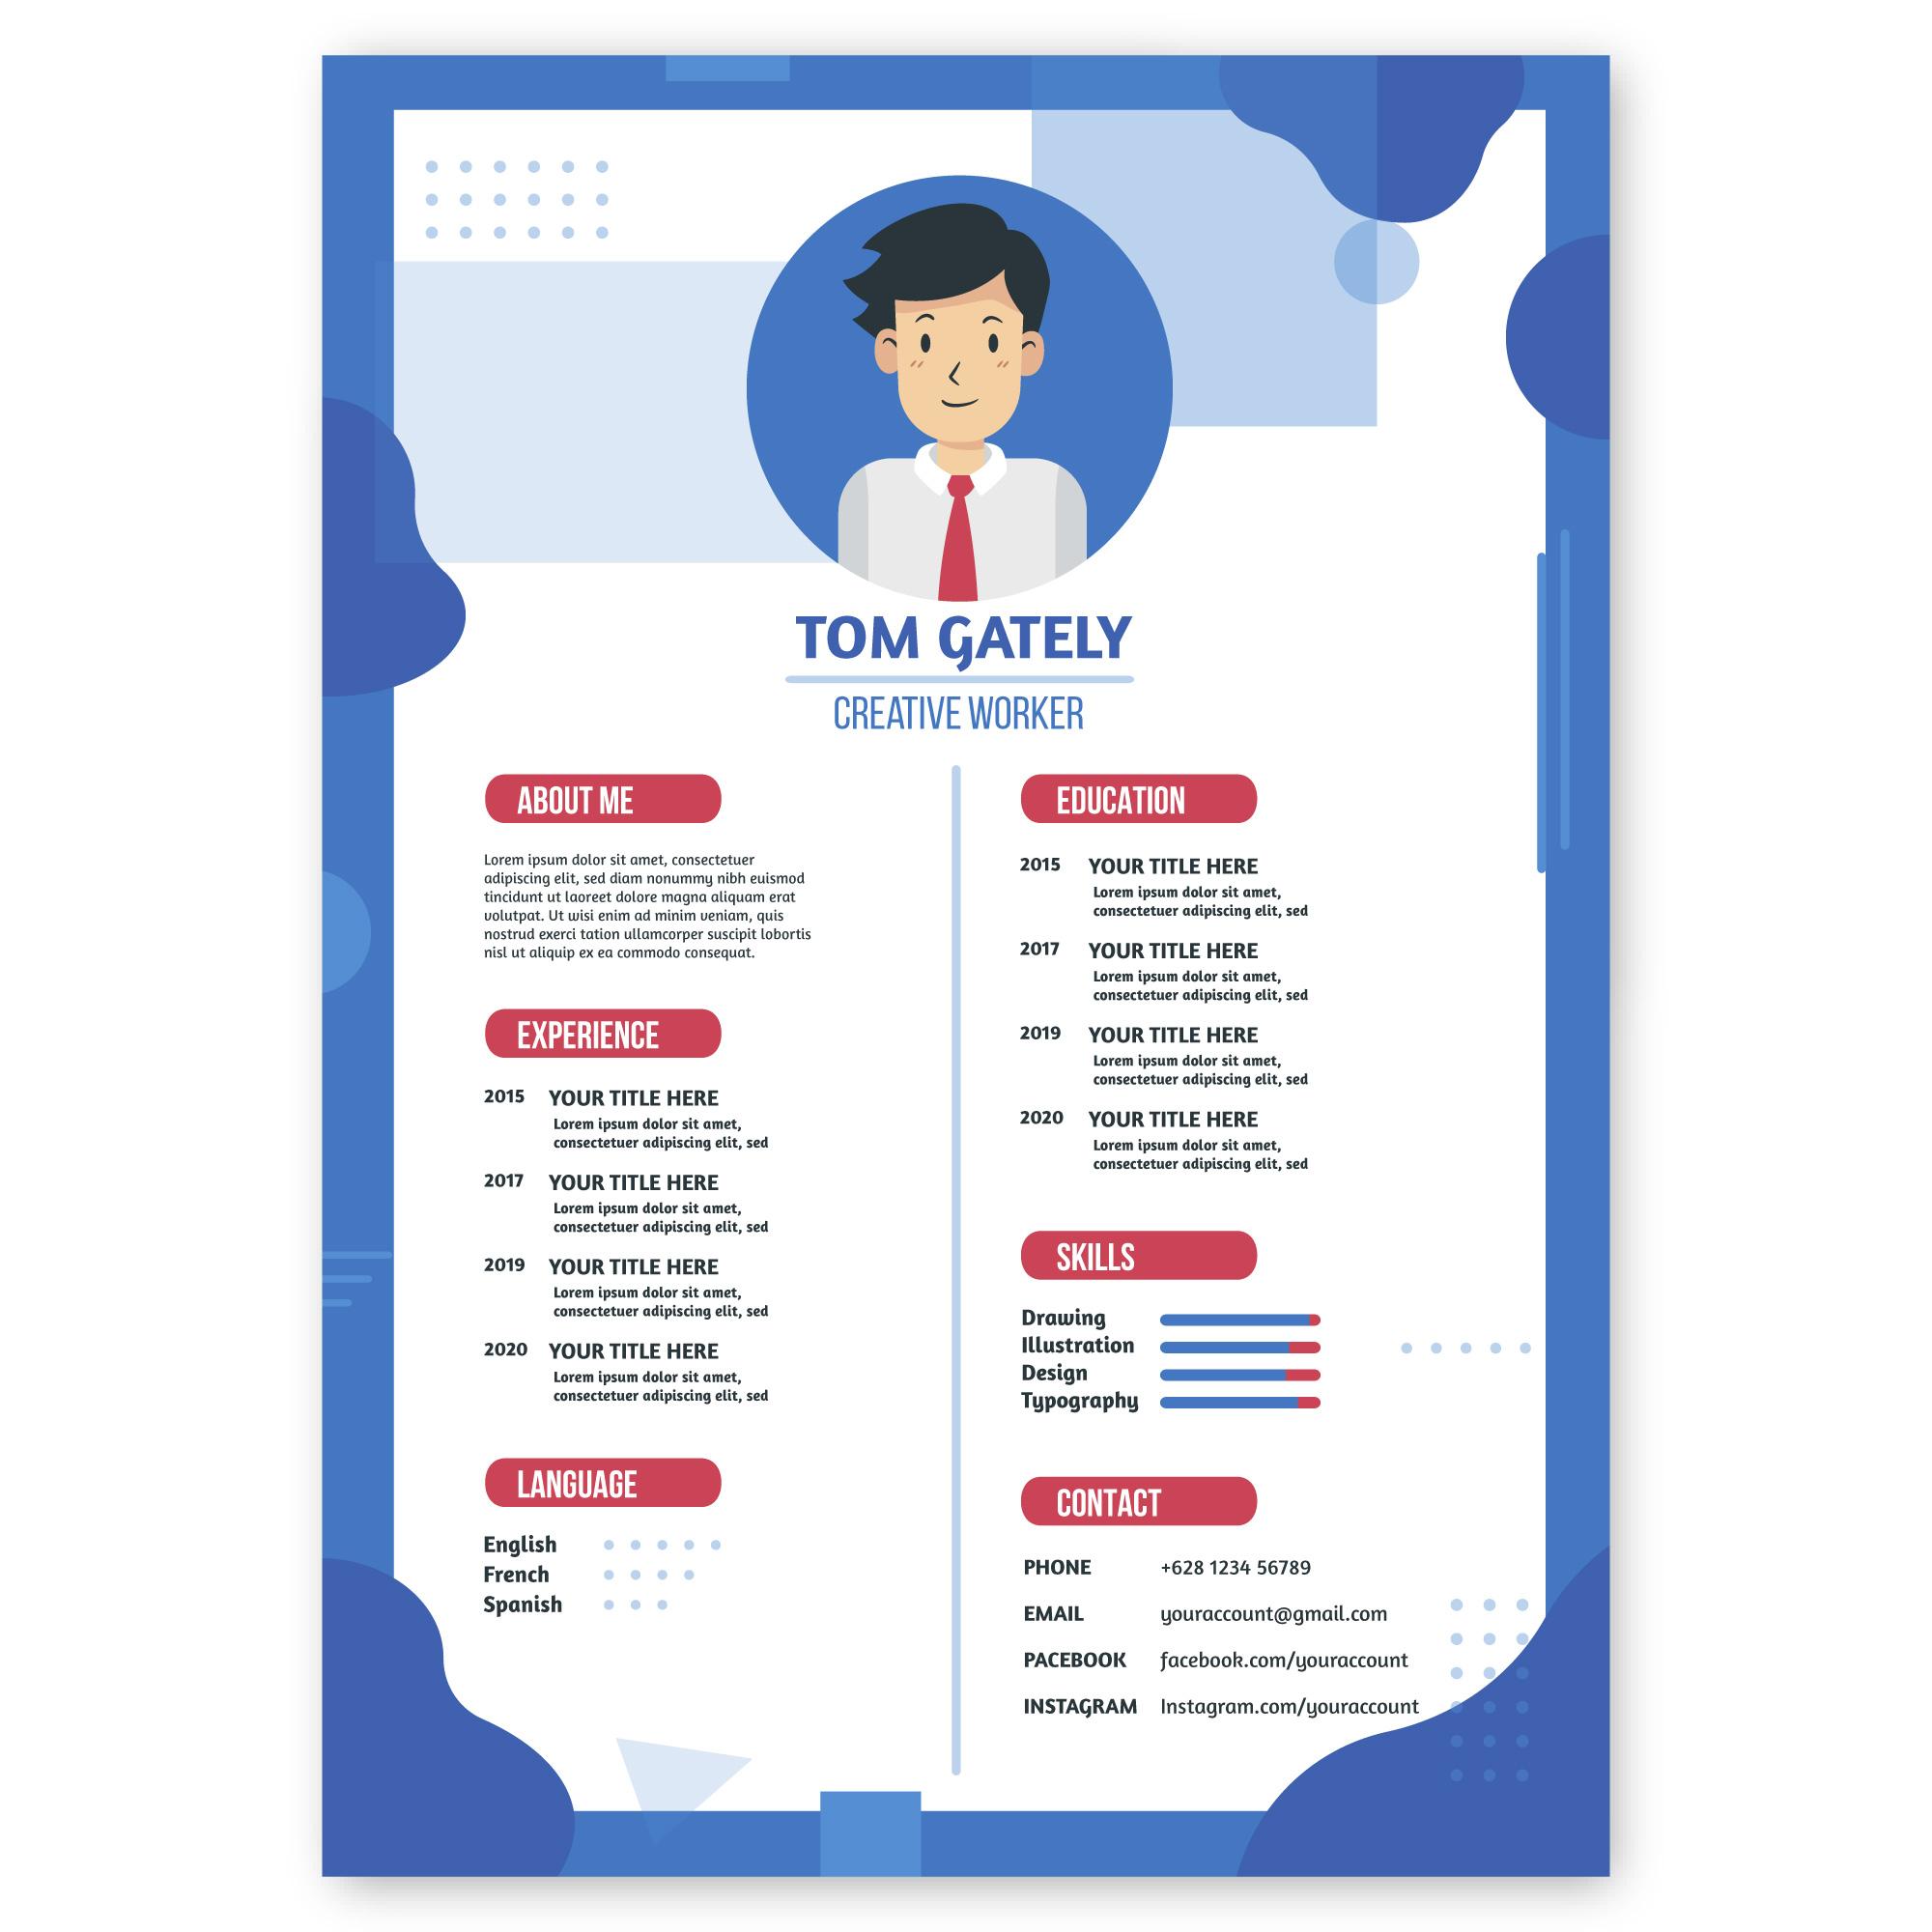 TOM GATELY
CREATIVE WORKER
ABOUT ME
Lorem ipsum dolor sit amet, consectetuer
adipiscing elit, sed diam nonummy nibh euismod
tincidunt ut laoreet dolore magna aliquam erat
volutpat. Ut wisi enim ad minim veniam, quis
nostrud exerci tation ullamcorper suscipit lobortis
nisl ut aliquip ex ea commodo consequat.
EXPERIENCE
2015 YOUR TITLE HERE
Lorem ipsum dolor sit amet,
consectetuer adipiscing elit, sed
2017 YOUR TITLE HERE
Lorem ipsum dolor sit amet,
consectetuer adipiscing elit, sed
2019 YOUR TITLE HERE
Lorem ipsum dolor sit amet,
consectetuer adipiscing elit, sed
2020 YOUR TITLE HERE
Lorem ipsum dolor sit amet,
consectetuer adipiscing elit, sed
LANGUAGE
English
French
Spanish
EDUCATION
2015 YOUR TITLE HERE
Lorem ipsum dolor sit amet,
consectetuer adipiscing elit, sed
2017 YOUR TITLE HERE
Lorem ipsum dolor sit amet,
consectetuer adipiscing elit, sed
2019 YOUR TITLE HERE
Lorem ipsum dolor sit amet,
consectetuer adipiscing elit, sed
2020 YOUR TITLE HERE
Lorem ipsum dolor sit amet,
consectetuer adipiscing elit, sed
SKILLS
Drawing
Illustration
Design
Typography
CONTACT
PHONE +628 1234 56789
EMAIL youraccount@gmail.com
PACEBOOK facebook.com/youraccount
INSTAGRAM Instagram.com/youraccount